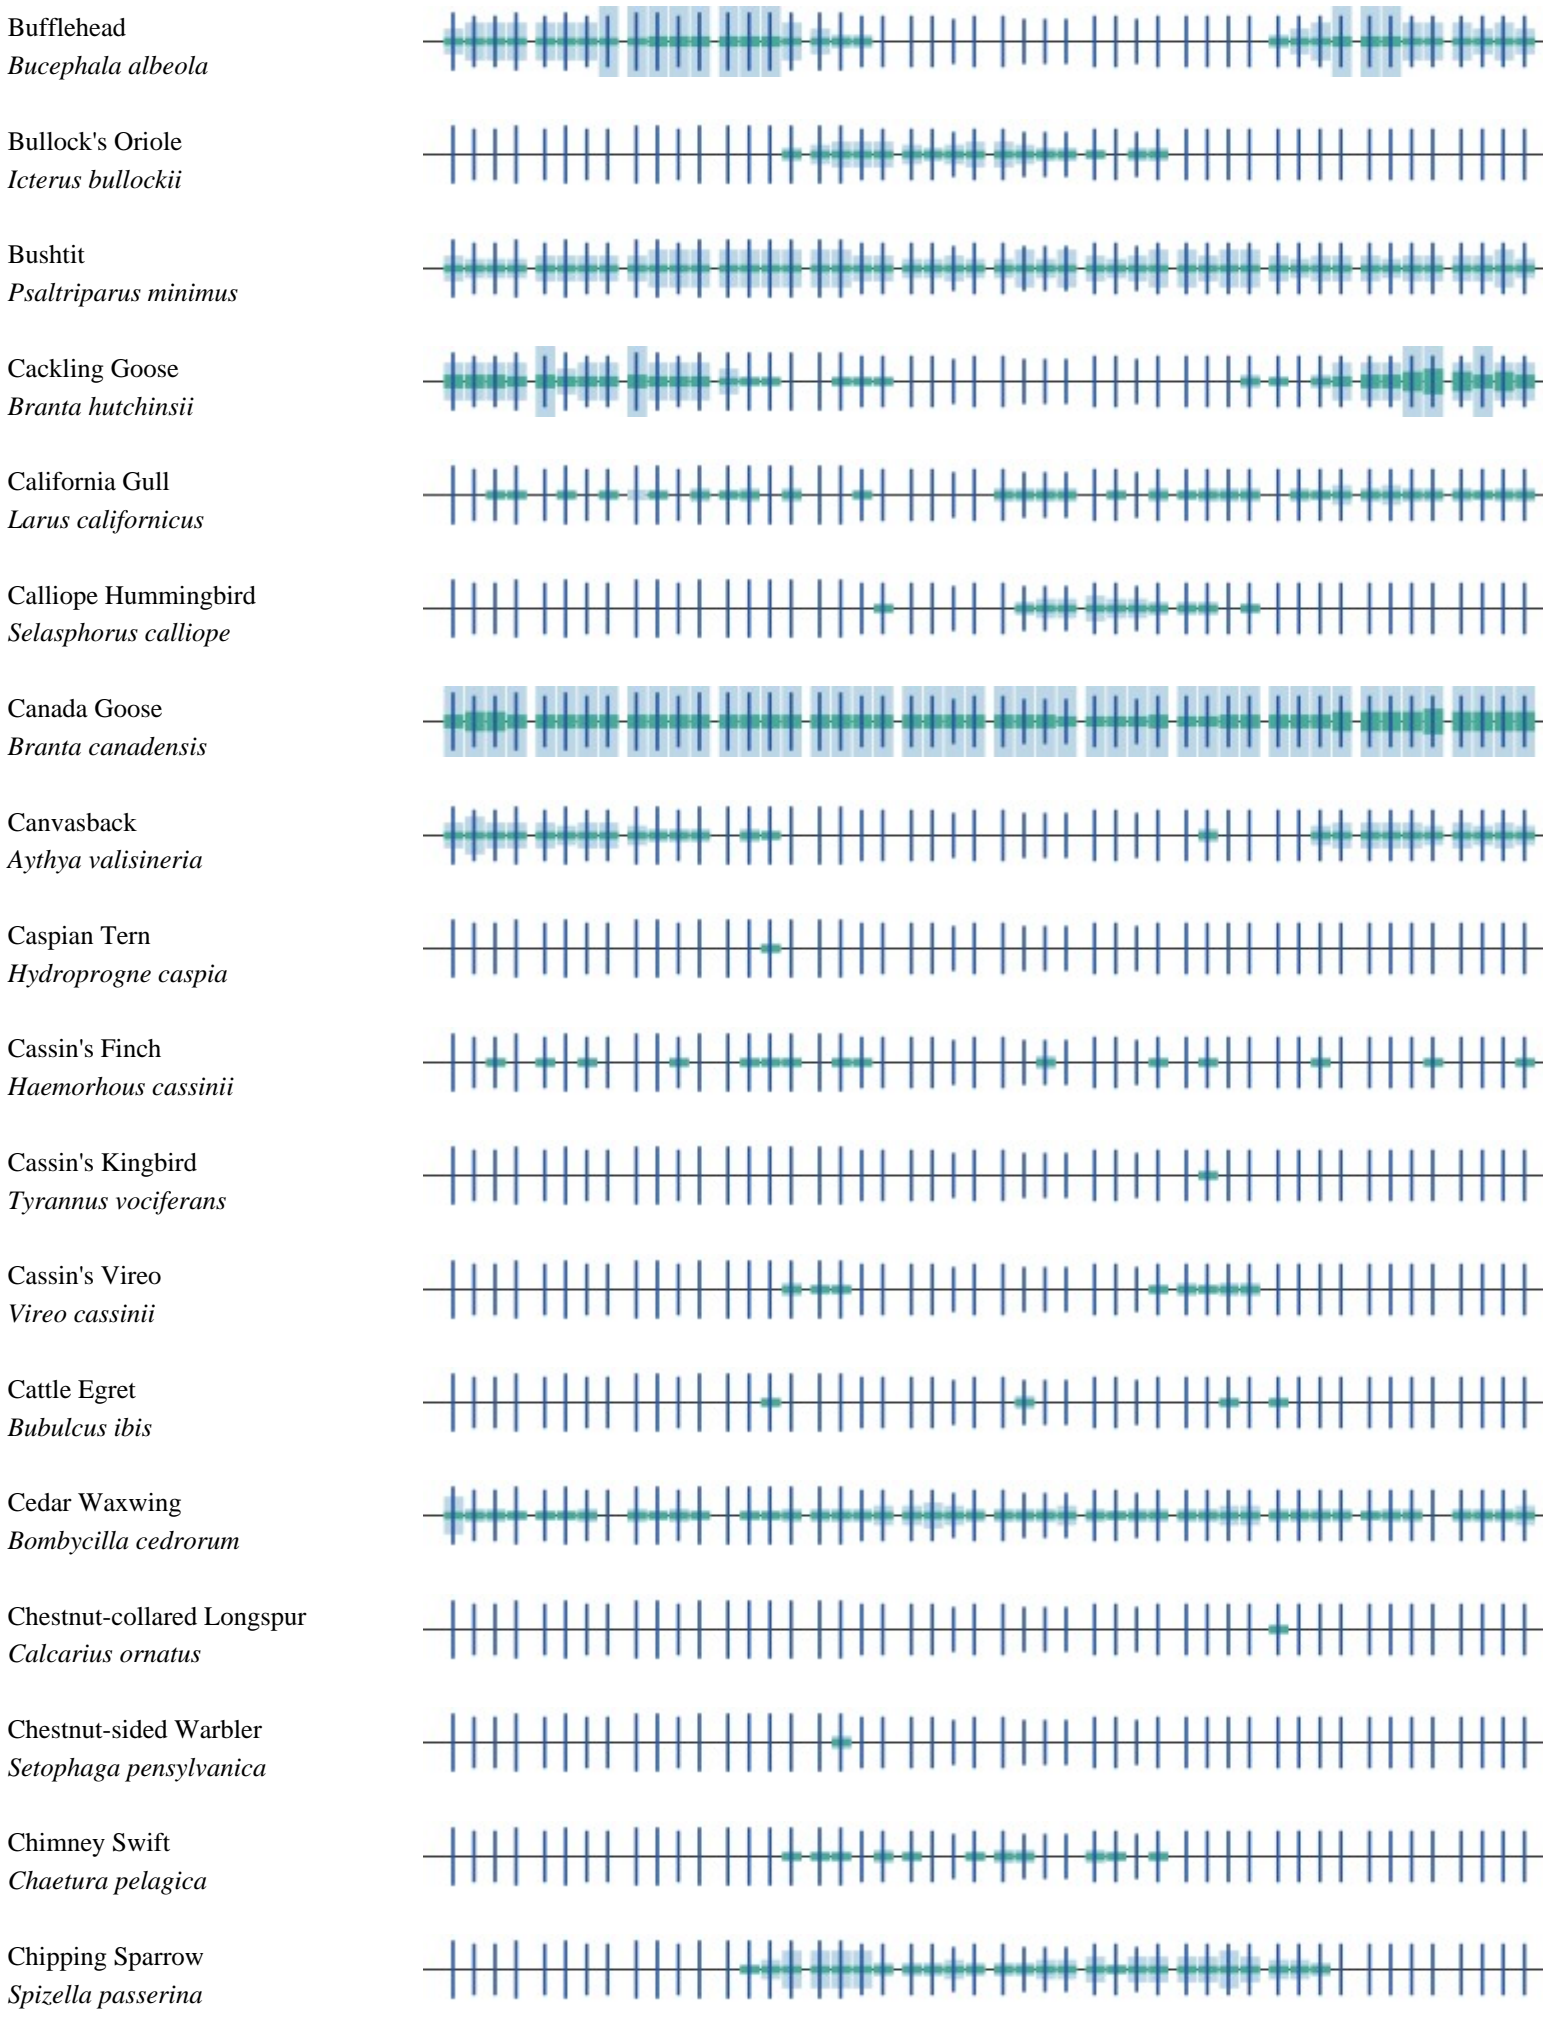 Bufflehead
Bucephala albeola
Bullock's Oriole
Icterus bullockii
Bushtit
Psaltriparus minimus
Cackling Goose
Branta hutchinsii
California Gull
Larus californicus
Calliope Hummingbird
Selasphorus calliope
Canada Goose
Branta canadensis
Canvasback
Aythya valisineria
Caspian Tern
Hydroprogne caspia
Cassin's Finch
Haemorhous cassinii
Cassin's Kingbird
Tyrannus vociferans
Cassin's Vireo
Vireo cassinii
Cattle Egret
Bubulcus ibis
Cedar Waxwing
Bombycilla cedrorum
Chestnut-collared Longspur
Calcarius ornatus
Chestnut-sided Warbler
Setophaga pensylvanica
Chimney Swift
Chaetura pelagica
Chipping Sparrow
Spizella passerina